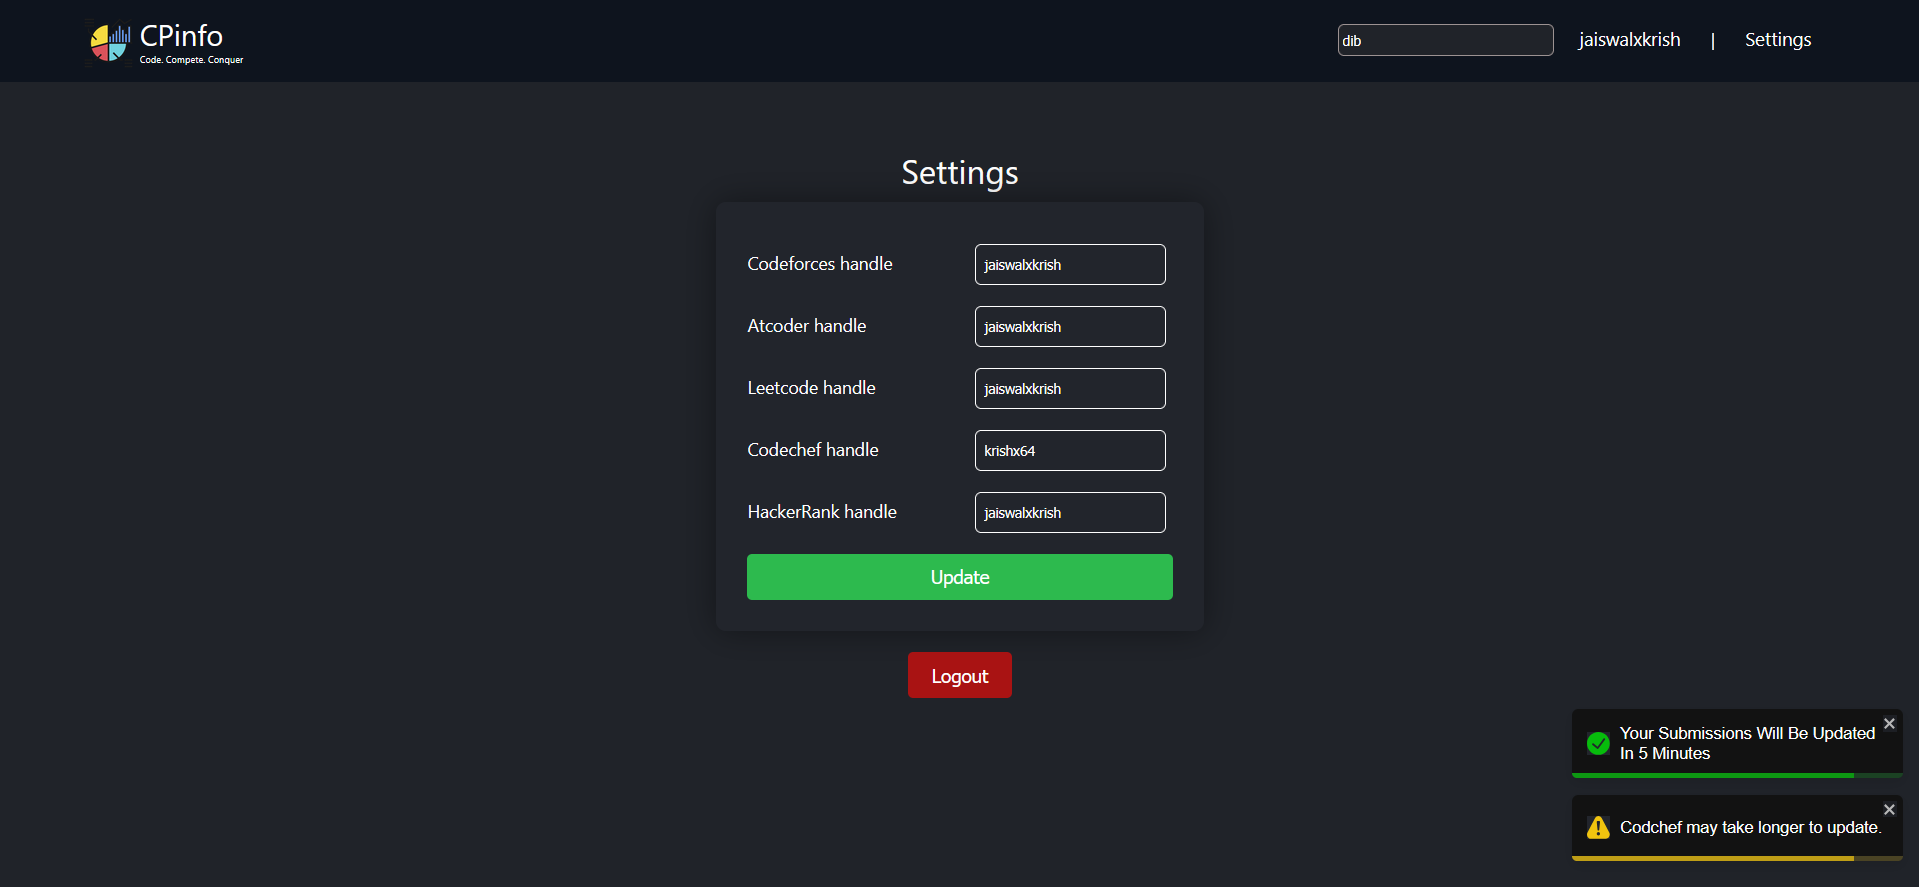 CPinfo
Code. Compete. Conquer
dib
jaiswalxkrish
|
Settings
Settings
Codeforces handle
jaiswalxkrish
Atcoder handle
jaiswalxkrish
Leetcode handle
jaiswalxkrish
Codechef handle
krishx64
HackerRank handle
jaiswalxkrish
Update
Logout
Your Submissions Will Be Updated
In 5 Minutes
Codchef may take longer to update.